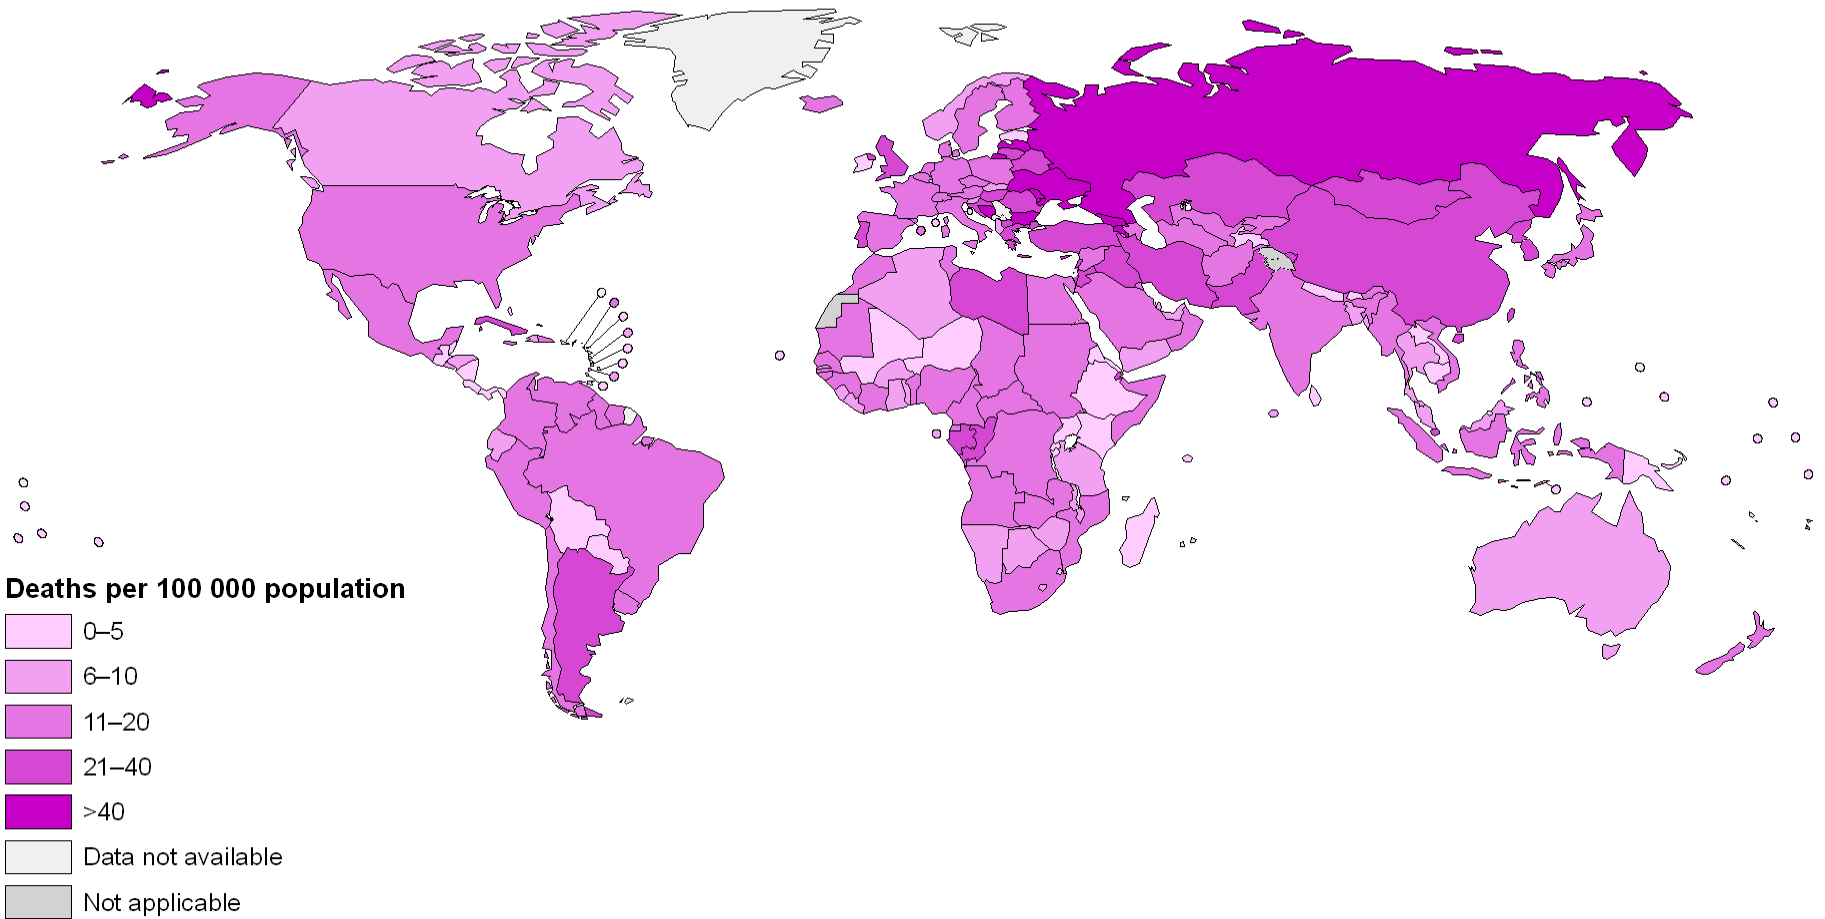 Deaths per 100 000 population
0–5
6–10
11–20
21–40
>40
Data not available
Not applicable